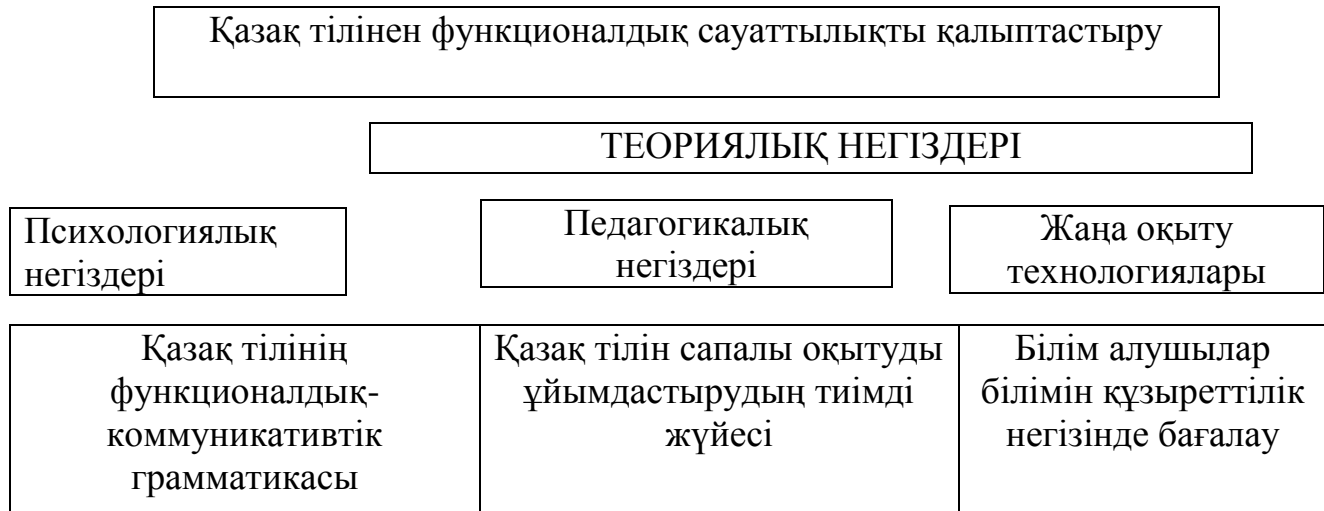 Қазақ тілінен функционалдық сауаттылықты қалыптастыру
ТЕОРИЯЛЫҚ НЕГІЗДЕРІ
Психологиялық
негіздері
Педагогикалық
негіздері
Жаңа оқыту
технологиялары
Қазақ тілінің
функционалдық-
коммуникативтік
грамматикасы
Қазақ тілін сапалы оқытуды
ұйымдастырудың тиімді
жүйесі
Білім алушылар
білімін құзыреттілік
негізінде бағалау